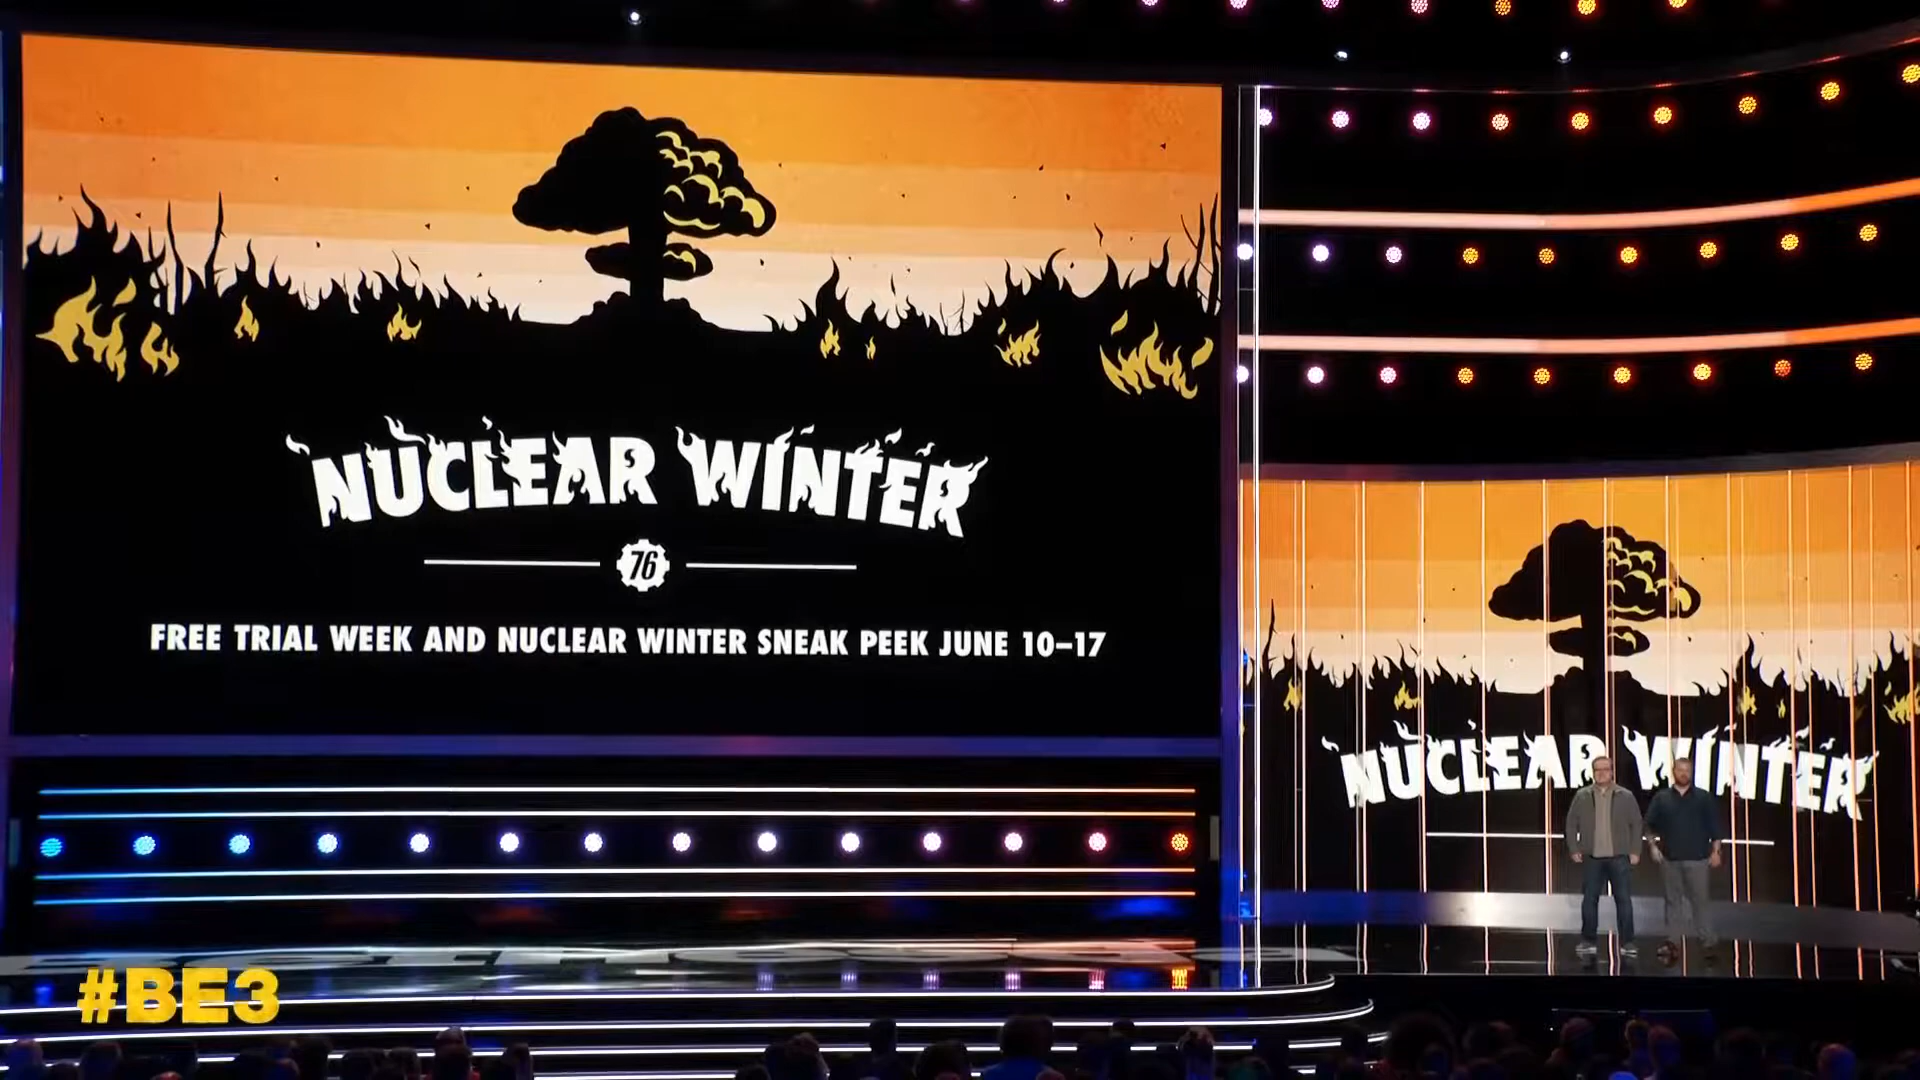 NUCLEAR WINTER
76
FREE TRIAL WEEK AND NUCLEAR WINTER SNEAK PEEK JUNE 10–17
NUCLEAR WINTER
#BE3